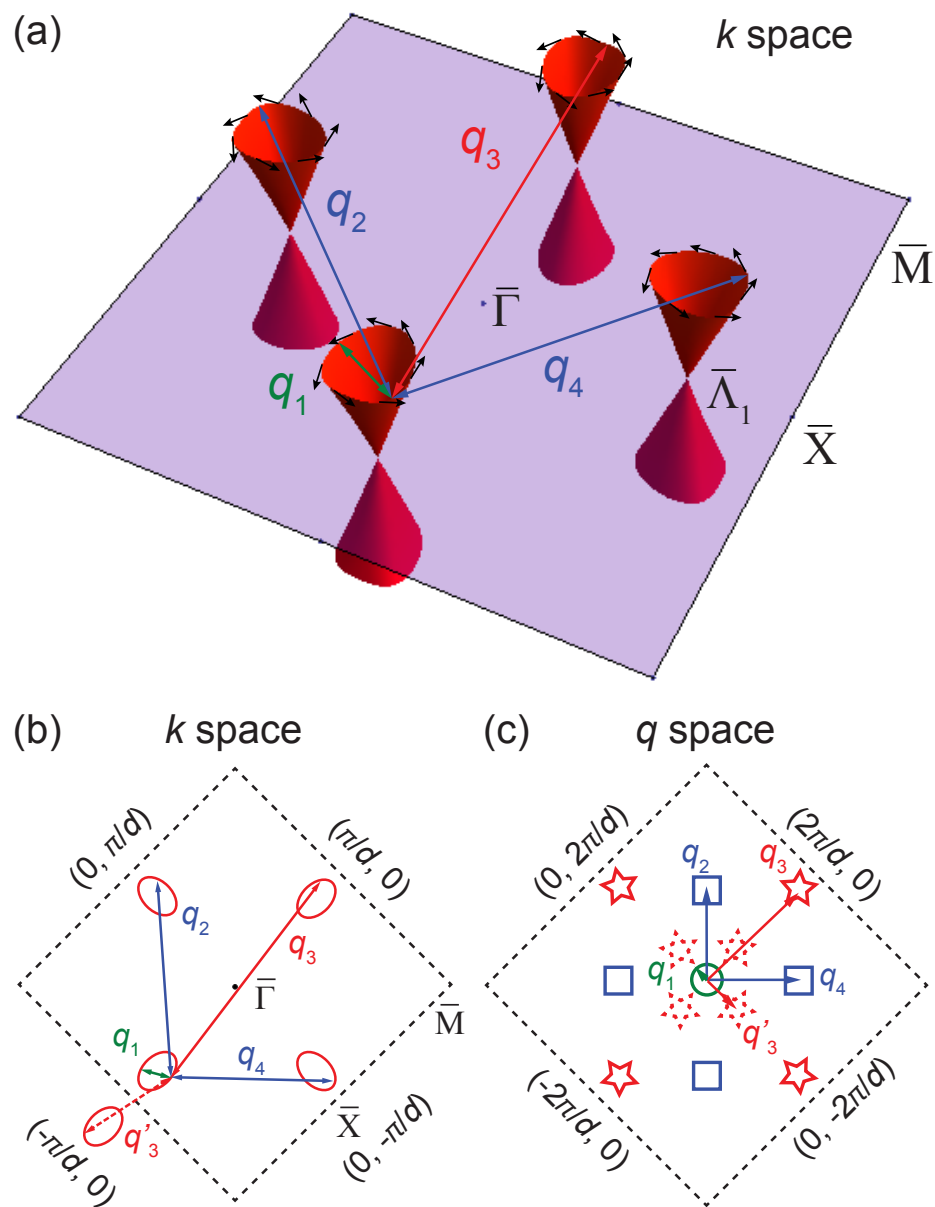 (a)
k space
q₃
q₂
M̅
Γ̅
q₁
q₄
Λ̅₁
X̅
(b)
k space
(c)
q space
(0, π/d)
(π/d, 0)
q₂
q₃
Γ̅
M̅
q₁
q₄
X̅
q'₃
(-π/d, 0)
(0, -π/d)
(0, 2π/d)
(2π/d, 0)
q₂
q₃
q₁
q₄
q'₃
(-2π/d, 0)
(0, -2π/d)